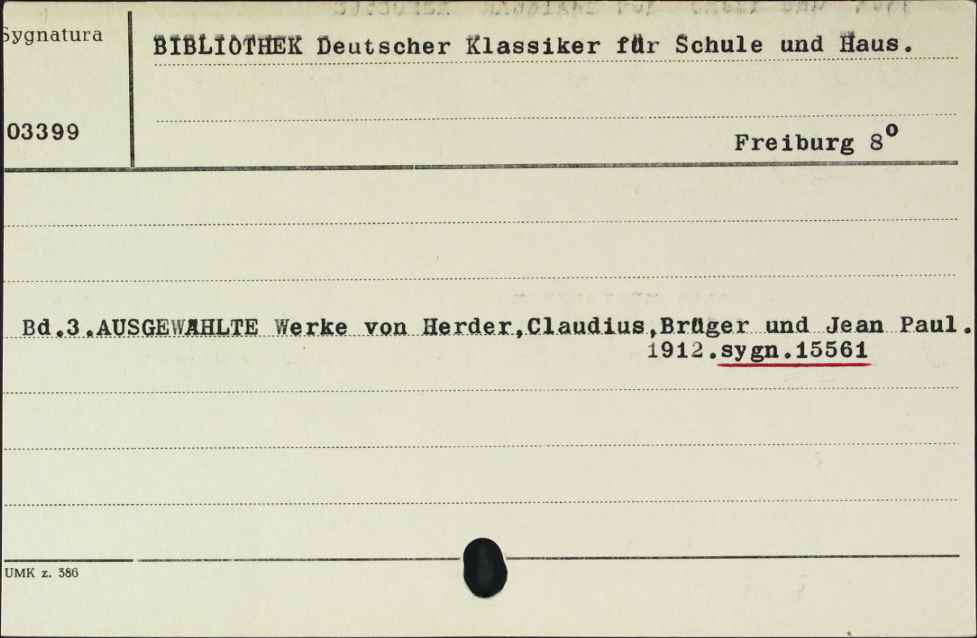 Sygnatura
BIBLIOTHEK Deutscher Klassiker für Schule und Haus.
03399
Freiburg 8⁰
Bd.3.AUSGEWAHLTE Werke von Herder,Claudius,Brüger und Jean Paul.
1912.sygn.15561
UMK z. 386